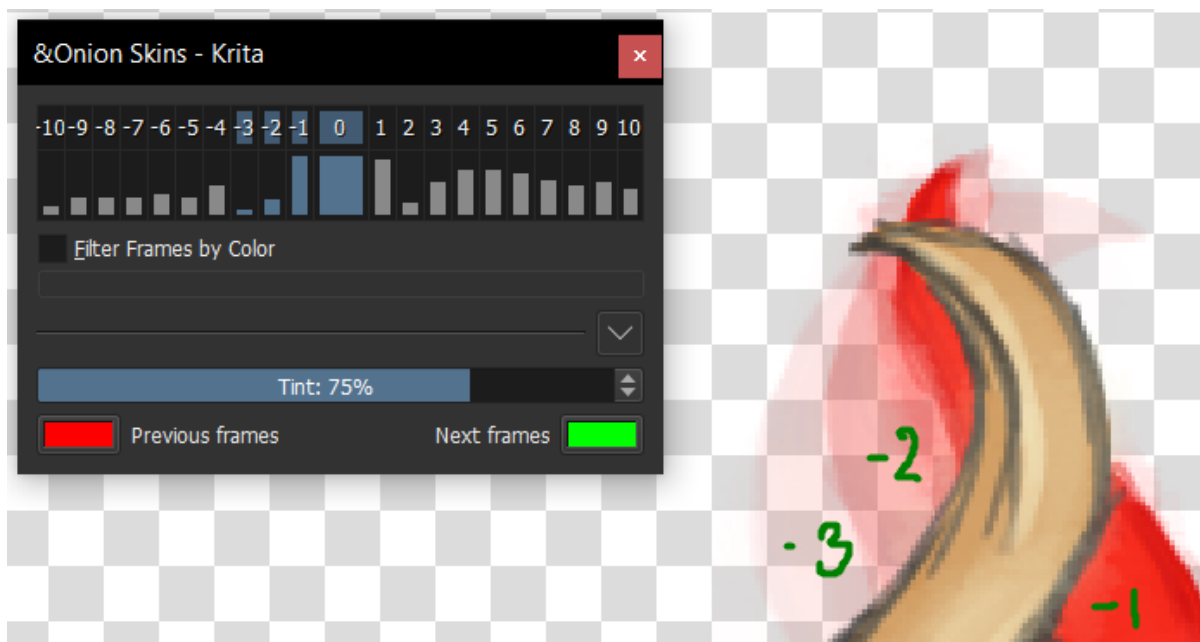 &Onion Skins - Krita
-10 -9 -8 -7 -6 -5 -4 -3 -2 -1 0 1 2 3 4 5 6 7 8 9 10
Filter Frames by Color
Tint: 75%
Previous frames Next frames
-2
-3
-1